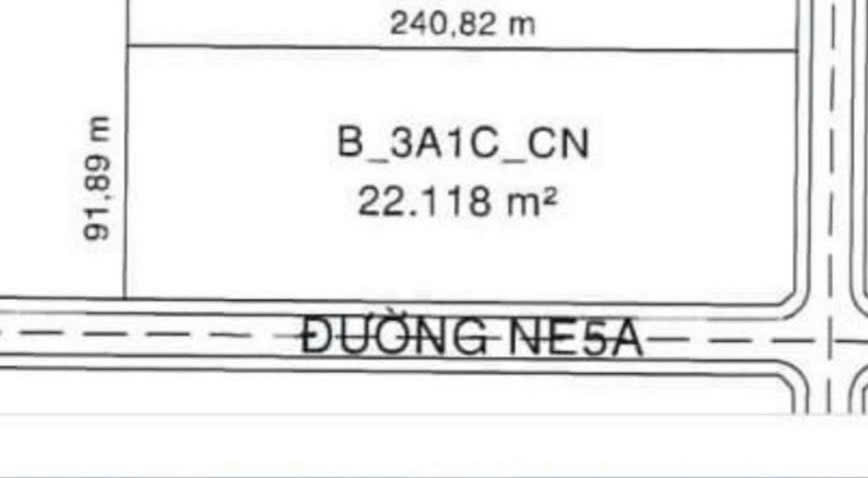 240,82 m
91,89 m
B_3A1C_CN
22.118 m²
ĐƯỜNG NE5A